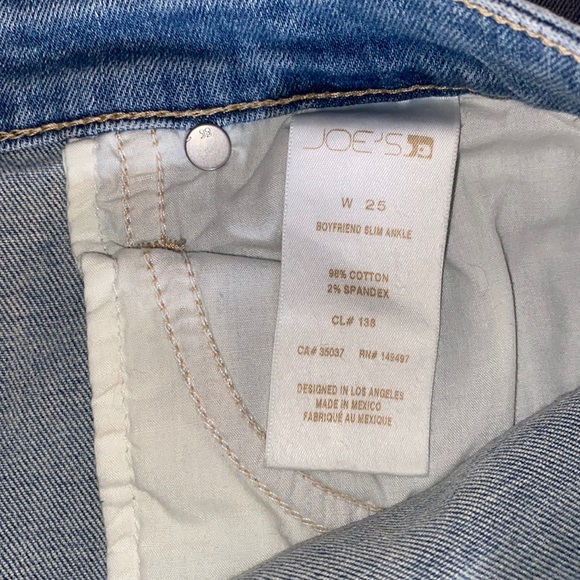 JOE'S
W 25
BOYFRIEND SLIM ANKLE
98% COTTON
2% SPANDEX
CL# 138
CA# 35037 RN# 149497
DESIGNED IN LOS ANGELES
MADE IN MEXICO
FABRIQUÉ AU MEXIQUE